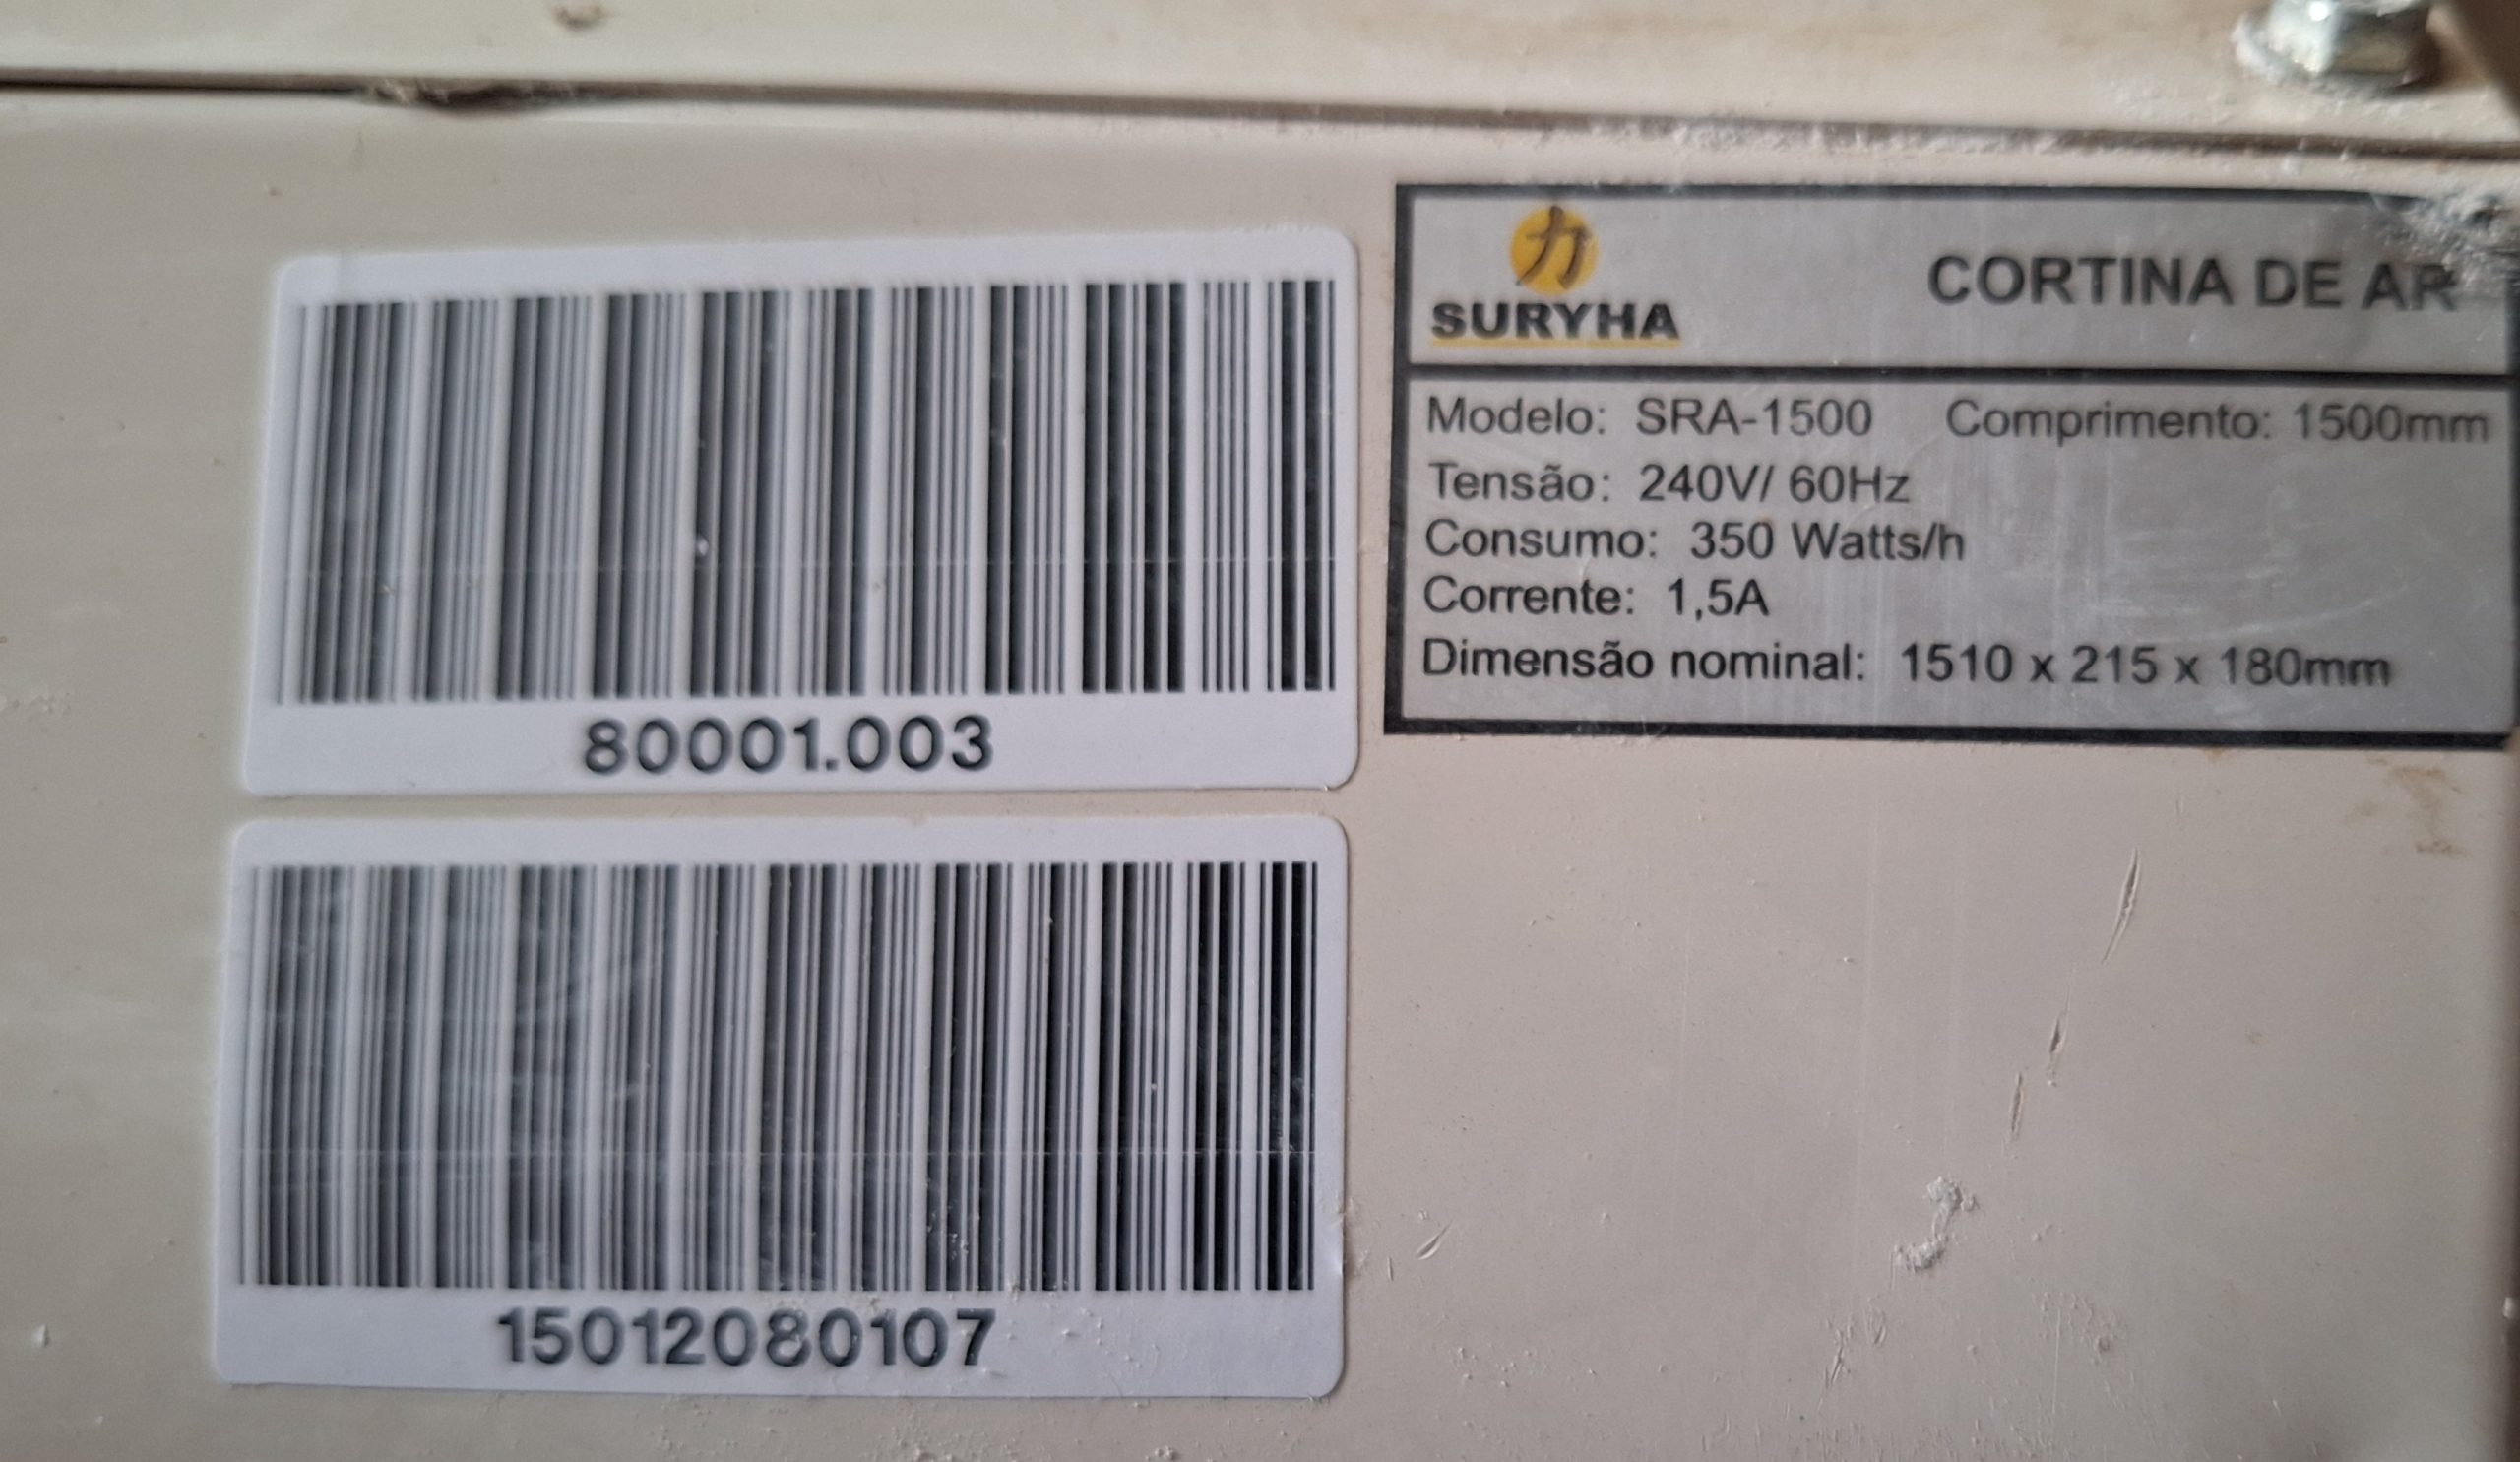 力
SURYHA
CORTINA DE AR
Modelo: SRA-1500 Comprimento: 1500mm
Tensão: 240V/ 60Hz
Consumo: 350 Watts/h
Corrente: 1,5A
Dimensão nominal: 1510 x 215 x 180mm
80001.003
15012080107